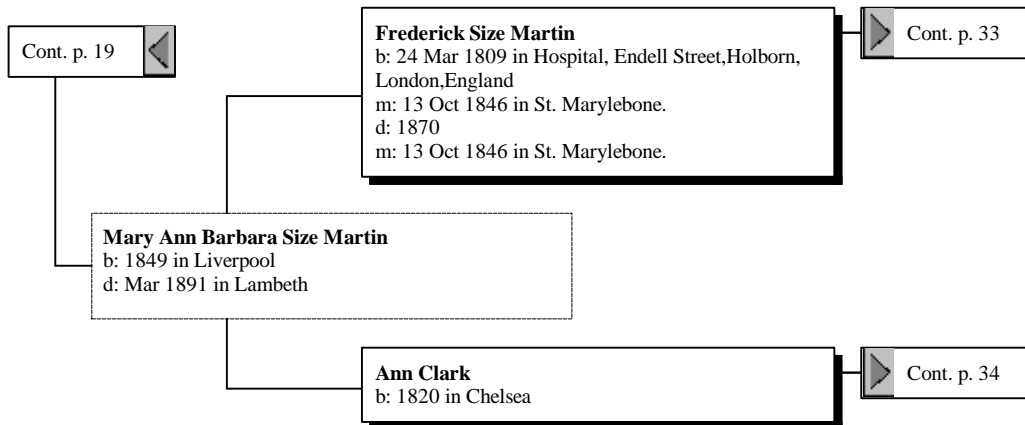 Cont. p. 19
Frederick Size Martin
b: 24 Mar 1809 in Hospital, Endell Street,Holborn,
London,England
m: 13 Oct 1846 in St. Marylebone.
d: 1870
m: 13 Oct 1846 in St. Marylebone.
Cont. p. 33
Mary Ann Barbara Size Martin
b: 1849 in Liverpool
d: Mar 1891 in Lambeth
Ann Clark
b: 1820 in Chelsea
Cont. p. 34